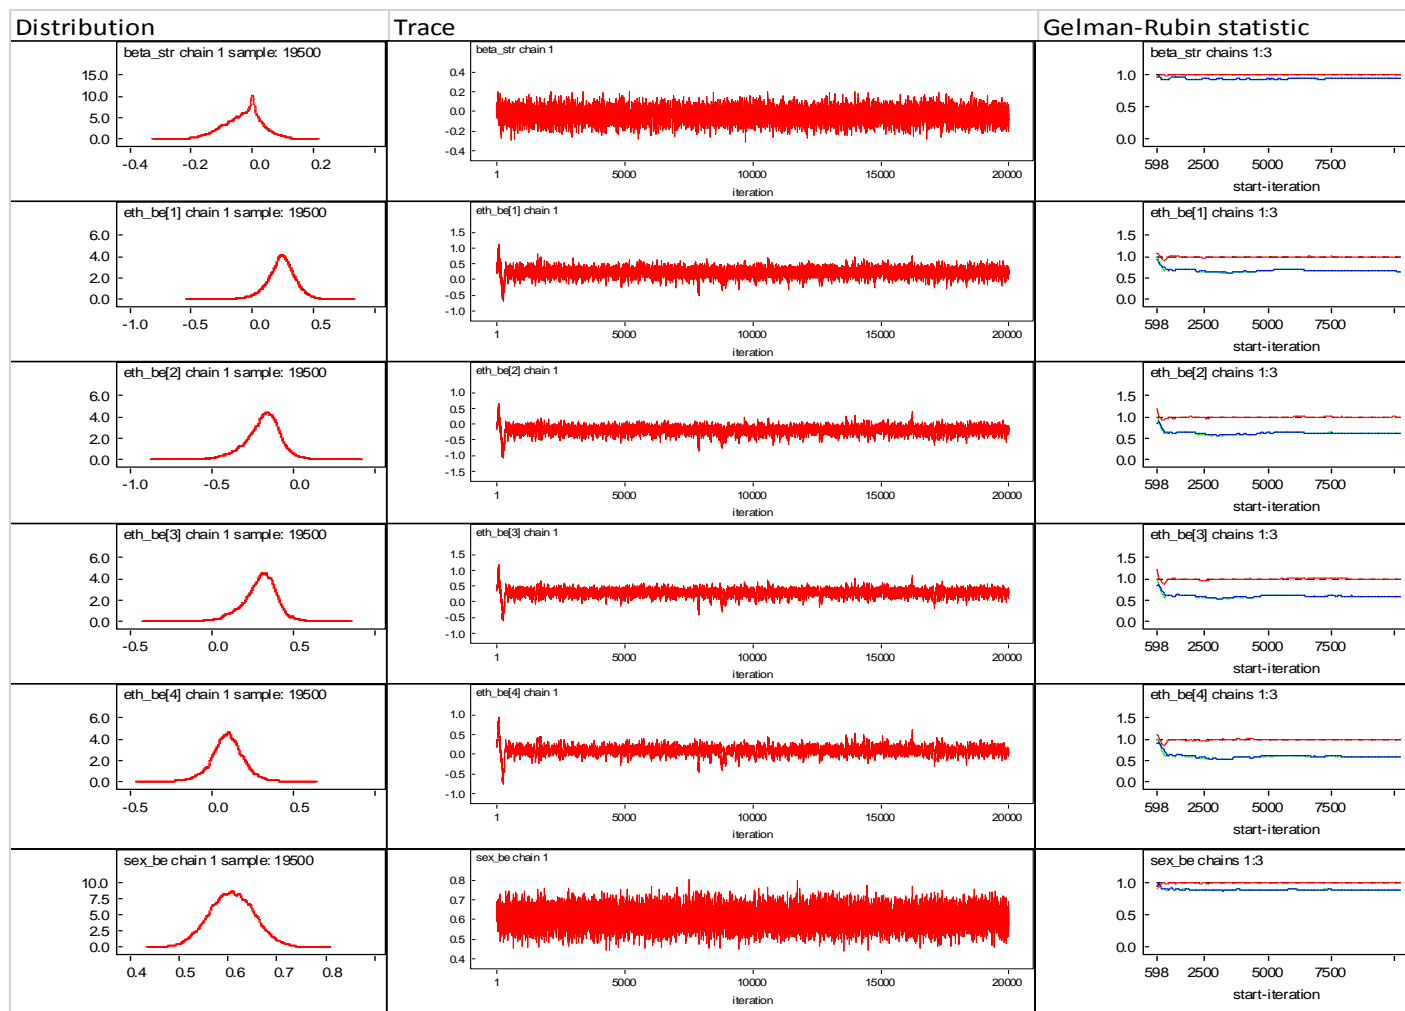 Distribution Trace Gelman-Rubin statistic
beta_str chain 1 sample: 19500
15.0
10.0
5.0
0.0
-0.4 -0.2 0.0 0.2
beta_str chain 1
0.4
0.2
0.0
-0.2
-0.4
1 5000 10000 15000 20000
iteration
beta_str chains 1:3
1.0
0.5
0.0
598 2500 5000 7500
start-iteration
eth_be[1] chain 1 sample: 19500
6.0
4.0
2.0
0.0
-1.0 -0.5 0.0 0.5
eth_be[1] chain 1
1.5
1.0
0.5
0.0
-0.5
-1.0
1 5000 10000 15000 20000
iteration
eth_be[1] chains 1:3
1.5
1.0
0.5
0.0
598 2500 5000 7500
start-iteration
eth_be[2] chain 1 sample: 19500
6.0
4.0
2.0
0.0
-1.0 -0.5 0.0
eth_be[2] chain 1
1.0
0.5
0.0
-0.5
-1.0
-1.5
1 5000 10000 15000 20000
iteration
eth_be[2] chains 1:3
1.5
1.0
0.5
0.0
598 2500 5000 7500
start-iteration
eth_be[3] chain 1 sample: 19500
6.0
4.0
2.0
0.0
-0.5 0.0 0.5
eth_be[3] chain 1
1.5
1.0
0.5
0.0
-0.5
-1.0
1 5000 10000 15000 20000
iteration
eth_be[3] chains 1:3
1.5
1.0
0.5
0.0
598 2500 5000 7500
start-iteration
eth_be[4] chain 1 sample: 19500
6.0
4.0
2.0
0.0
-0.5 0.0 0.5
eth_be[4] chain 1
1.0
0.5
0.0
-0.5
-1.0
1 5000 10000 15000 20000
iteration
eth_be[4] chains 1:3
1.5
1.0
0.5
0.0
598 2500 5000 7500
start-iteration
sex_be chain 1 sample: 19500
10.0
7.5
5.0
2.5
0.0
0.4 0.5 0.6 0.7 0.8
sex_be chain 1
0.8
0.7
0.6
0.5
0.4
1 5000 10000 15000 20000
iteration
sex_be chains 1:3
1.0
0.5
0.0
598 2500 5000 7500
start-iteration